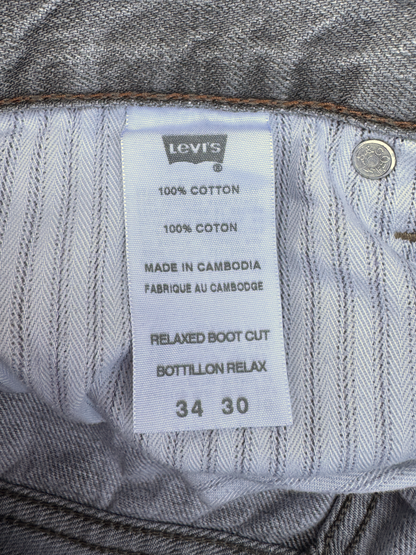 Levi's
®
100% COTTON
100% COTON
MADE IN CAMBODIA
FABRIQUE AU CAMBODGE
RELAXED BOOT CUT
BOTTILLON RELAX
34 30